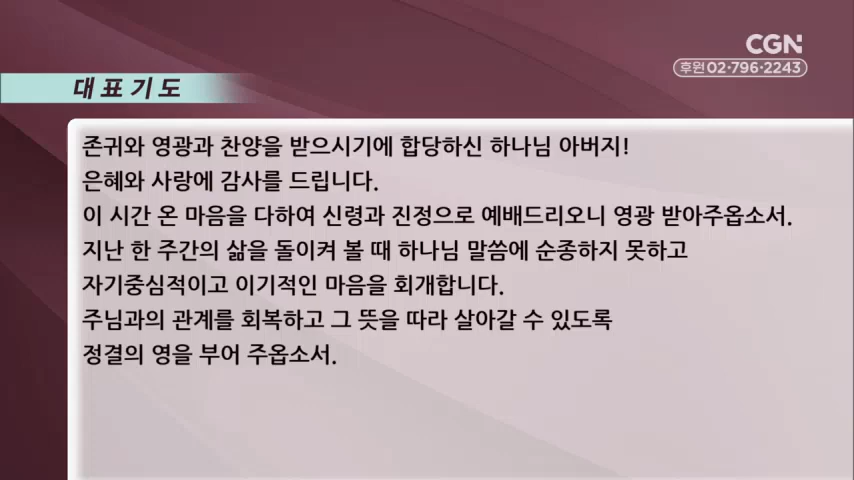 CGN
후원 02·796·2243
대표기도
존귀와 영광과 찬양을 받으시기에 합당하신 하나님 아버지!
은혜와 사랑에 감사를 드립니다.
이 시간 온 마음을 다하여 신령과 진정으로 예배드리오니 영광 받아주옵소서.
지난 한 주간의 삶을 돌이켜 볼 때 하나님 말씀에 순종하지 못하고
자기중심적이고 이기적인 마음을 회개합니다.
주님과의 관계를 회복하고 그 뜻을 따라 살아갈 수 있도록
정결의 영을 부어 주옵소서.